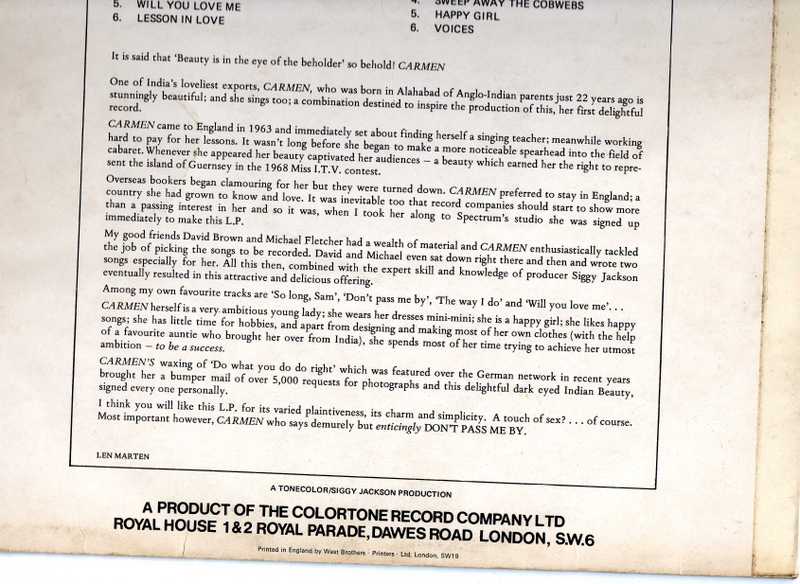 5. WILL YOU LOVE ME
6. LESSON IN LOVE
4. SWEEP AWAY THE COBWEBS
5. HAPPY GIRL
6. VOICES
It is said that 'Beauty is in the eye of the beholder' so behold! CARMEN
One of India's loveliest exports, CARMEN, who was born in Alahabad of Anglo-Indian parents just 22 years ago is
stunningly beautiful; and she sings too; a combination destined to inspire the production of this, her first delightful
record.
CARMEN came to England in 1963 and immediately set about finding herself a singing teacher; meanwhile working
hard to pay for her lessons. It wasn't long before she began to make a more noticeable spearhead into the field of
cabaret. Whenever she appeared her beauty captivated her audiences – a beauty which earned her the right to repre-
sent the island of Guernsey in the 1968 Miss I.T.V. contest.
Overseas bookers began clamouring for her but they were turned down. CARMEN preferred to stay in England; a
country she had grown to know and love. It was inevitable too that record companies should start to show more
than a passing interest in her and so it was, when I took her along to Spectrum's studio she was signed up
immediately to make this L.P.
My good friends David Brown and Michael Fletcher had a wealth of material and CARMEN enthusiastically tackled
the job of picking the songs to be recorded. David and Michael even sat down right there and then and wrote two
songs especially for her. All this then, combined with the expert skill and knowledge of producer Siggy Jackson
eventually resulted in this attractive and delicious offering.
Among my own favourite tracks are 'So long, Sam', 'Don't pass me by', 'The way I do' and 'Will you love me'. . .
CARMEN herself is a very ambitious young lady; she wears her dresses mini-mini; she is a happy girl; she likes happy
songs; she has little time for hobbies, and apart from designing and making most of her own clothes (with the help
of a favourite auntie who brought her over from India), she spends most of her time trying to achieve her utmost
ambition – to be a success.
CARMEN'S waxing of 'Do what you do do right' which was featured over the German network in recent years
brought her a bumper mail of over 5,000 requests for photographs and this delightful dark eyed Indian Beauty,
signed every one personally.
I think you will like this L.P. for its varied plaintiveness, its charm and simplicity. A touch of sex? . . . of course.
Most important however, CARMEN who says demurely but enticingly DON'T PASS ME BY.
LEN MARTEN
A TONECOLOR/SIGGY JACKSON PRODUCTION
A PRODUCT OF THE COLORTONE RECORD COMPANY LTD
ROYAL HOUSE 1&2 ROYAL PARADE, DAWES ROAD LONDON, S.W.6
Printed in England by West Brothers · Printers · Ltd. London, SW19